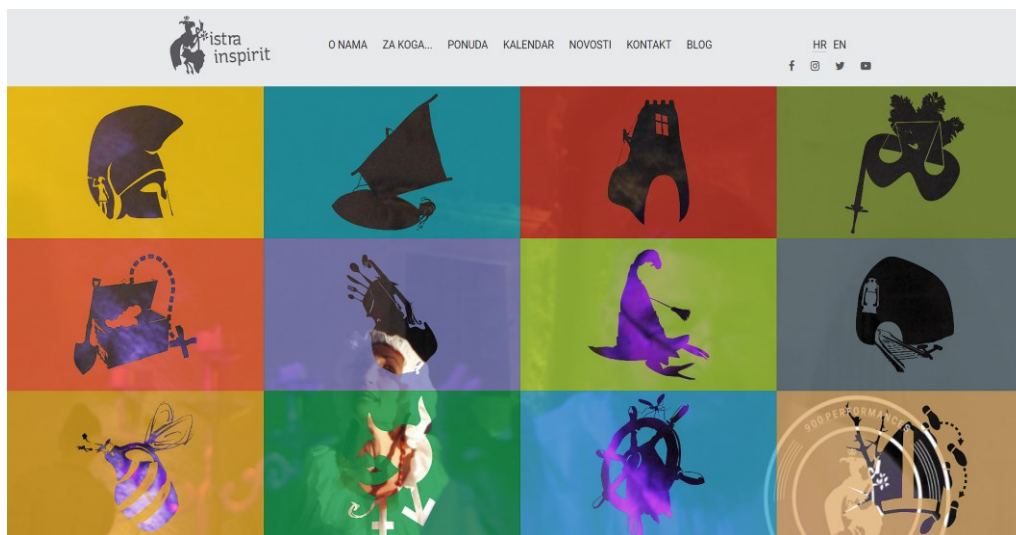 istra
inspirit
O NAMA ZA KOGA... PONUDA KALENDAR NOVOSTI KONTAKT BLOG
HR EN
900 PERFORMANCES